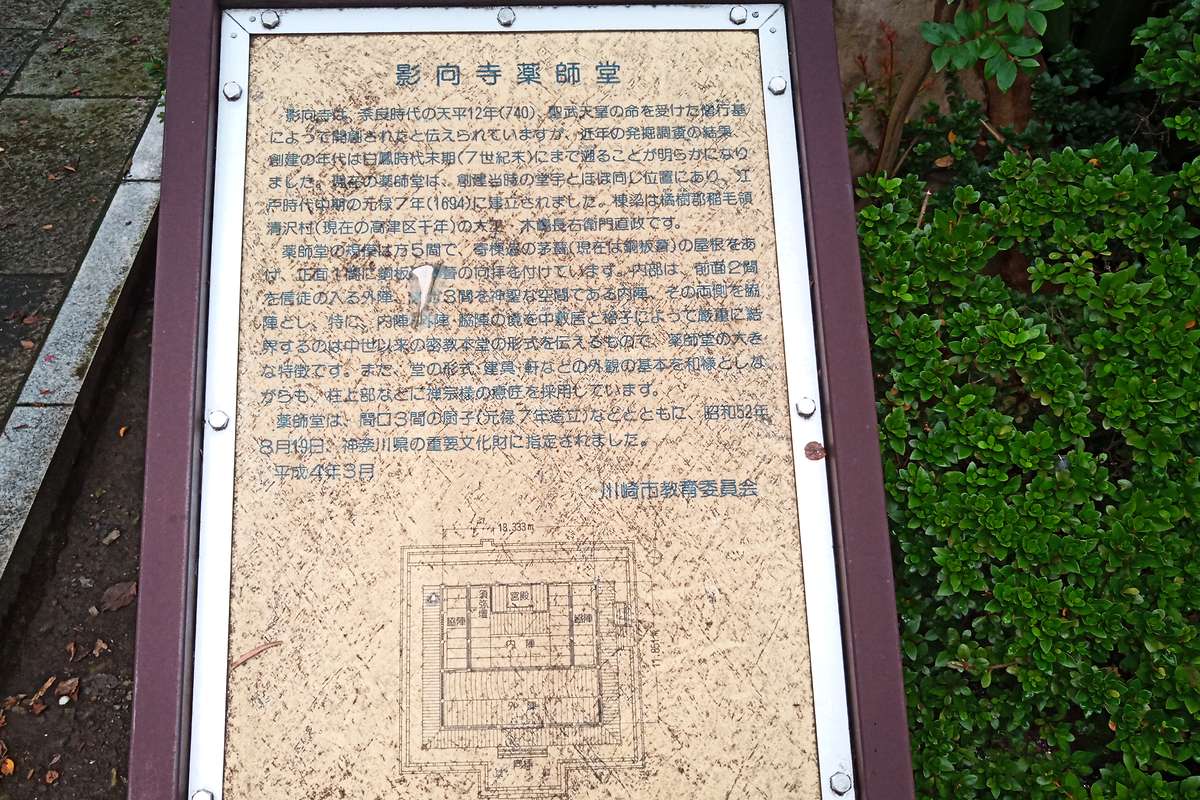 影向寺薬師堂
影向寺は、奈良時代の天平12年(740)、聖武天皇の命を受けた僧行基
によって開創されたと伝えられていますが、近年の発掘調査の結果、
創建の年代は白鳳時代末期(7世紀末)にまで遡ることが明らかになり
ました。現在の薬師堂は、創建当時の堂宇とほぼ同じ位置にあり、江
戸時代中期の元禄7年(1694)に建立されました。棟梁は橘樹郡稲毛領
清沢村(現在の高津区千年)の大工、木嶋長右衛門直政です。
薬師堂の規模は方5間で、寄棟造の茅葺(現在は銅板葺)の屋根をあ
げ、正面1間に銅板葺の向拝を付けています。内部は、前面2間
を信徒の入る外陣、3間を神聖な空間である内陣、その両側を脇
陣とし、特に、内陣・外陣・脇陣の境を中敷居と格子によって厳重に結
界するのは中世以来の密教本堂の形式を伝えるもので、薬師堂の大き
な特徴です。また、堂の形式・建具・軒などの外観の基本を和様としな
がらも、柱上部などに禅宗様の意匠を採用しています。
薬師堂は、間口3間の厨子(元禄7年造立)などとともに、昭和52年
8月19日、神奈川県の重要文化財に指定されました。
平成4年3月
川崎市教育委員会
18.333m
須弥壇
宮殿
脇陣
内陣
脇陣
外陣
向拝